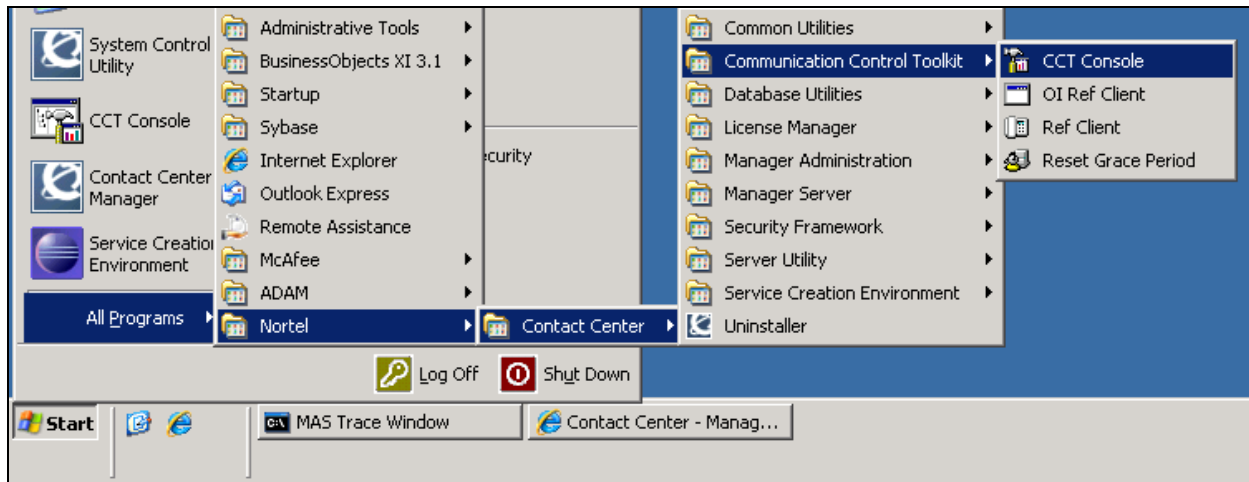 System Control
Utility
CCT Console
Contact Center
Manager
Service Creation
Environment
All Programs
Administrative Tools
BusinessObjects XI 3.1
Startup
Sybase
Internet Explorer
Outlook Express
Remote Assistance
McAfee
ADAM
Nortel
ecurity
Contact Center
Common Utilities
Communication Control Toolkit
Database Utilities
License Manager
Manager Administration
Manager Server
Security Framework
Server Utility
Service Creation Environment
Uninstaller
CCT Console
OI Ref Client
Ref Client
Reset Grace Period
Log Off
Shut Down
Start
MAS Trace Window
Contact Center - Manag...